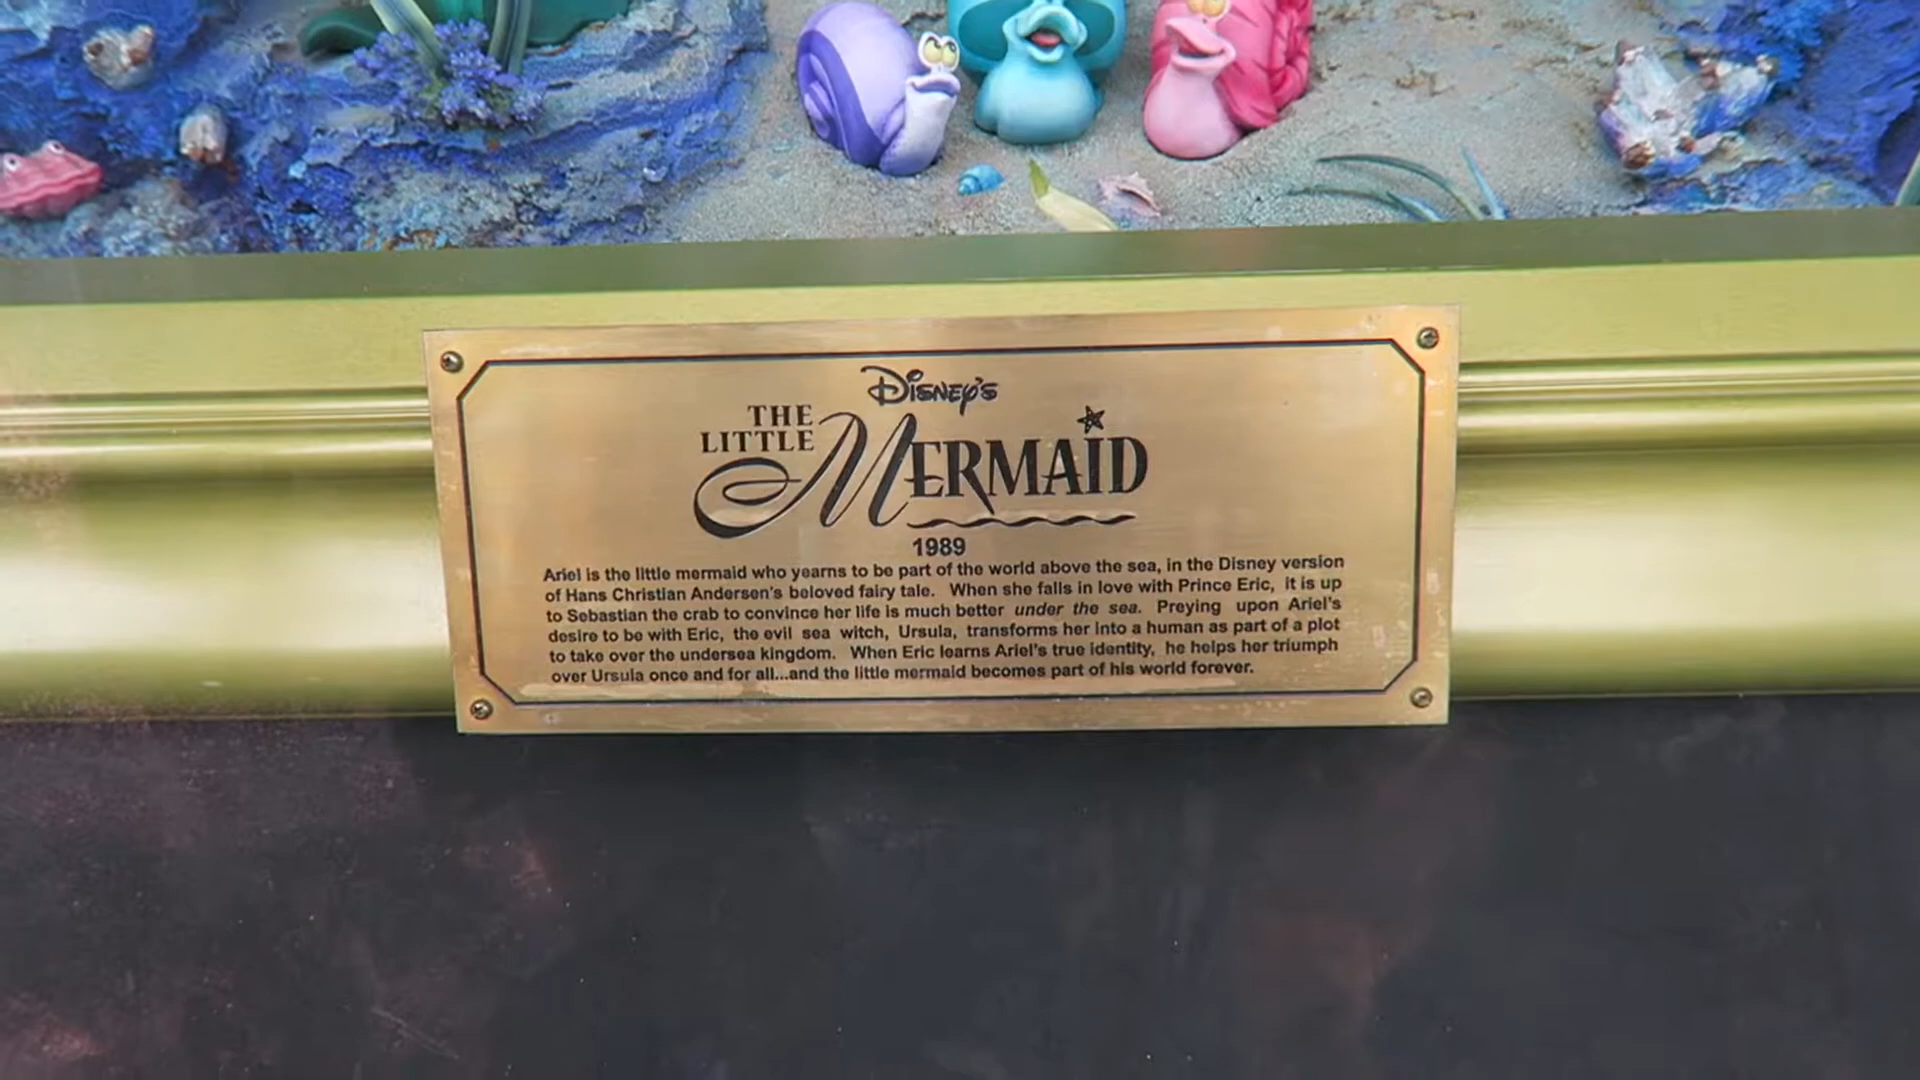 Disney's
THE
LITTLE
MERMAID
1989
Ariel is the little mermaid who yearns to be part of the world above the sea, in the Disney version
of Hans Christian Andersen's beloved fairy tale. When she falls in love with Prince Eric, it is up
to Sebastian the crab to convince her life is much better under the sea. Preying upon Ariel's
desire to be with Eric, the evil sea witch, Ursula, transforms her into a human as part of a plot
to take over the undersea kingdom. When Eric learns Ariel's true identity, he helps her triumph
over Ursula once and for all...and the little mermaid becomes part of his world forever.